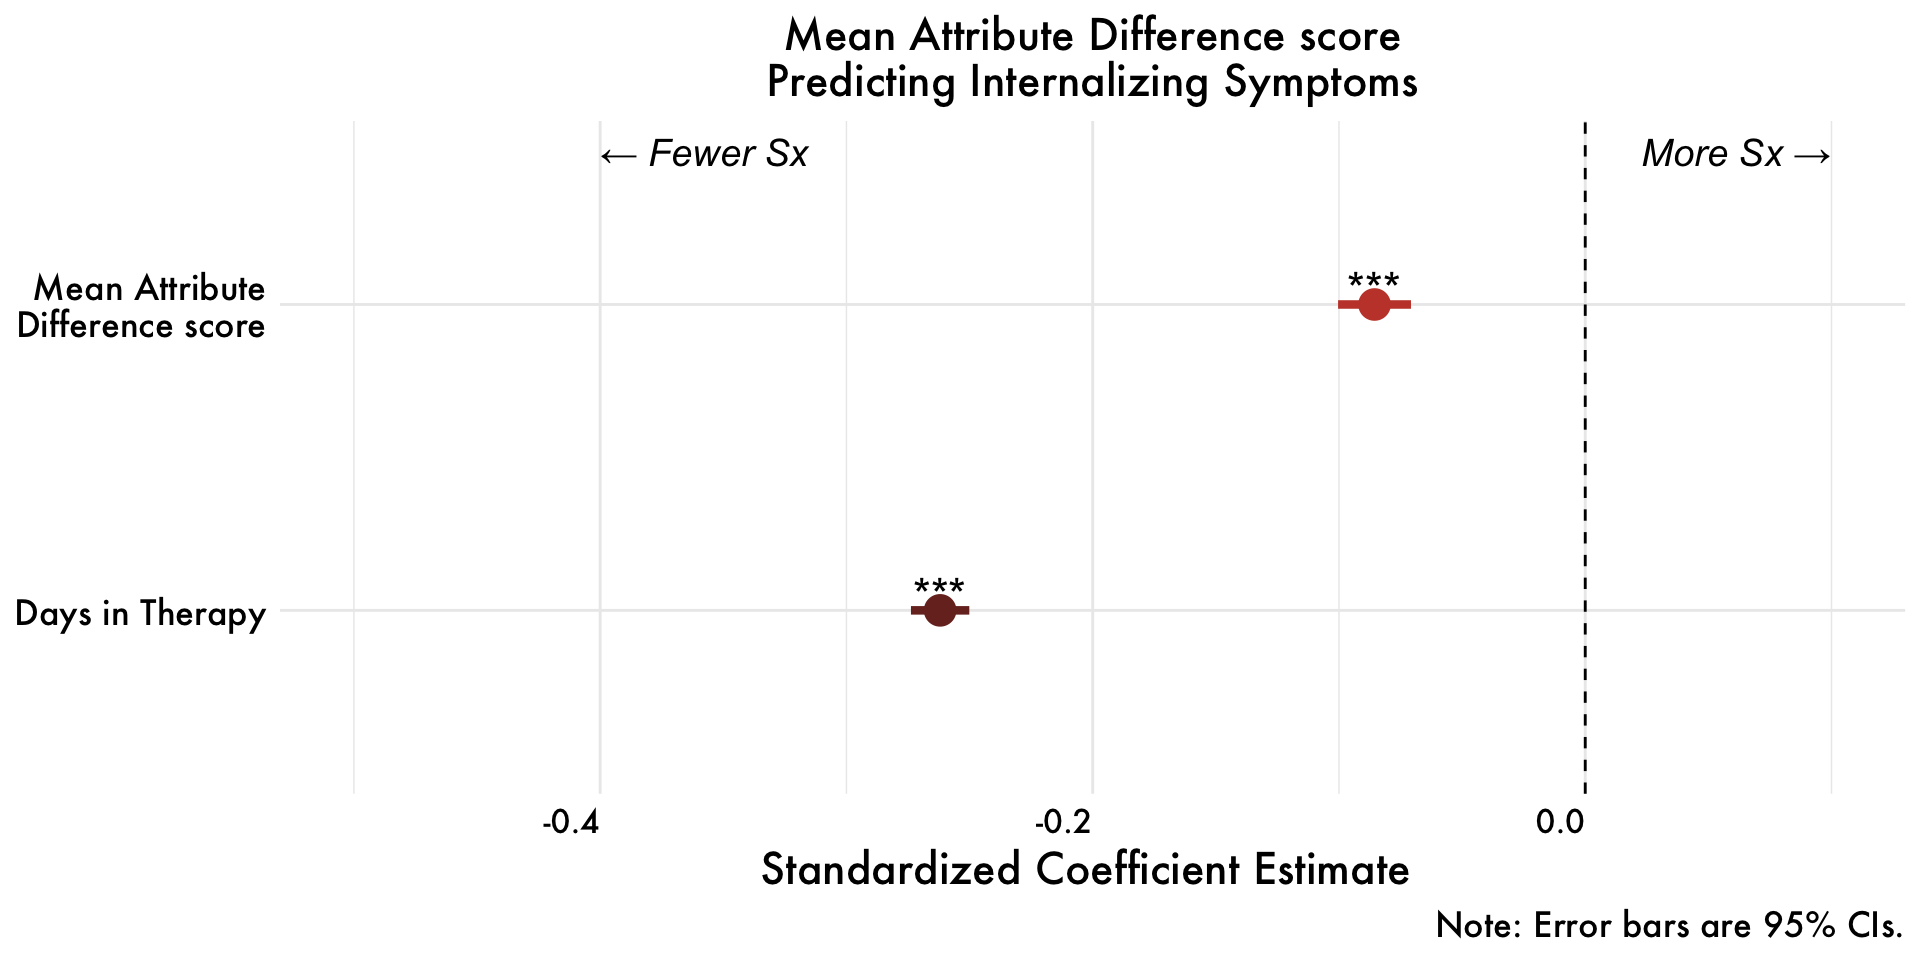 Mean Attribute Difference score
Predicting Internalizing Symptoms
← Fewer Sx
More Sx →
Mean Attribute
Difference score
***
Days in Therapy
***
-0.4
-0.2
0.0
Standardized Coefficient Estimate
Note: Error bars are 95% CIs.